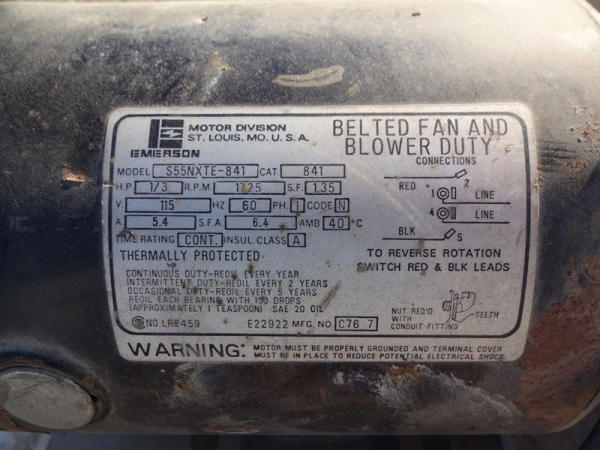 MOTOR DIVISION
ST. LOUIS, MO. U.S.A.
EMERSON
BELTED FAN AND
BLOWER DUTY
MODEL S55NXTE-841 CAT. 841
H.P. 1/3 R.P.M. 1725 S.F. 1.35
V. 115 HZ 60 PH. 1 CODE N
A 5.4 S.F.A. 6.4 AMB 40 °C
TIME RATING CONT. INSUL CLASS A
THERMALLY PROTECTED
CONTINUOUS DUTY-REOIL EVERY YEAR
INTERMITTENT DUTY-REOIL EVERY 2 YEARS
OCCASIONAL DUTY-REOIL EVERY 5 YEARS
REOIL EACH BEARING WITH 130 DROPS
(APPROXIMATELY 1 TEASPOON) SAE 20 OIL
NO LR2459 E22922 MFG. NO C76 7
CONNECTIONS
RED 2
1 LINE
4 LINE
BLK 5
TO REVERSE ROTATION
SWITCH RED & BLK LEADS
NUT REQ'D
WITH TEETH
CONDUIT FITTING
WARNING: MOTOR MUST BE PROPERLY GROUNDED AND TERMINAL COVER
MUST BE IN PLACE TO REDUCE POTENTIAL ELECTRICAL SHOCK